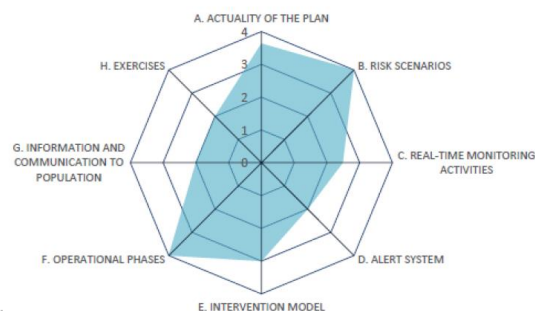 A. ACTUALITY OF THE PLAN
4
H. EXERCISES
B. RISK SCENARIOS
3
2
1
G. INFORMATION AND
COMMUNICATION TO
POPULATION
0
C. REAL-TIME MONITORING
ACTIVITIES
F. OPERATIONAL PHASES
D. ALERT SYSTEM
E. INTERVENTION MODEL